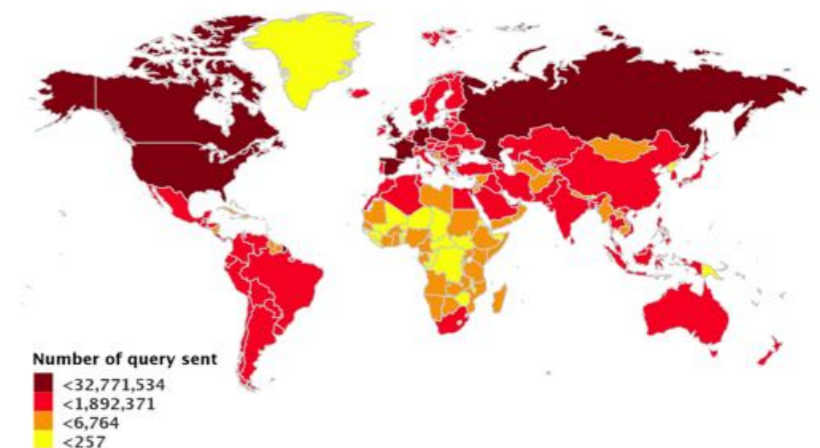 Number of query sent
<32,771,534
<1,892,371
<6,764
<257